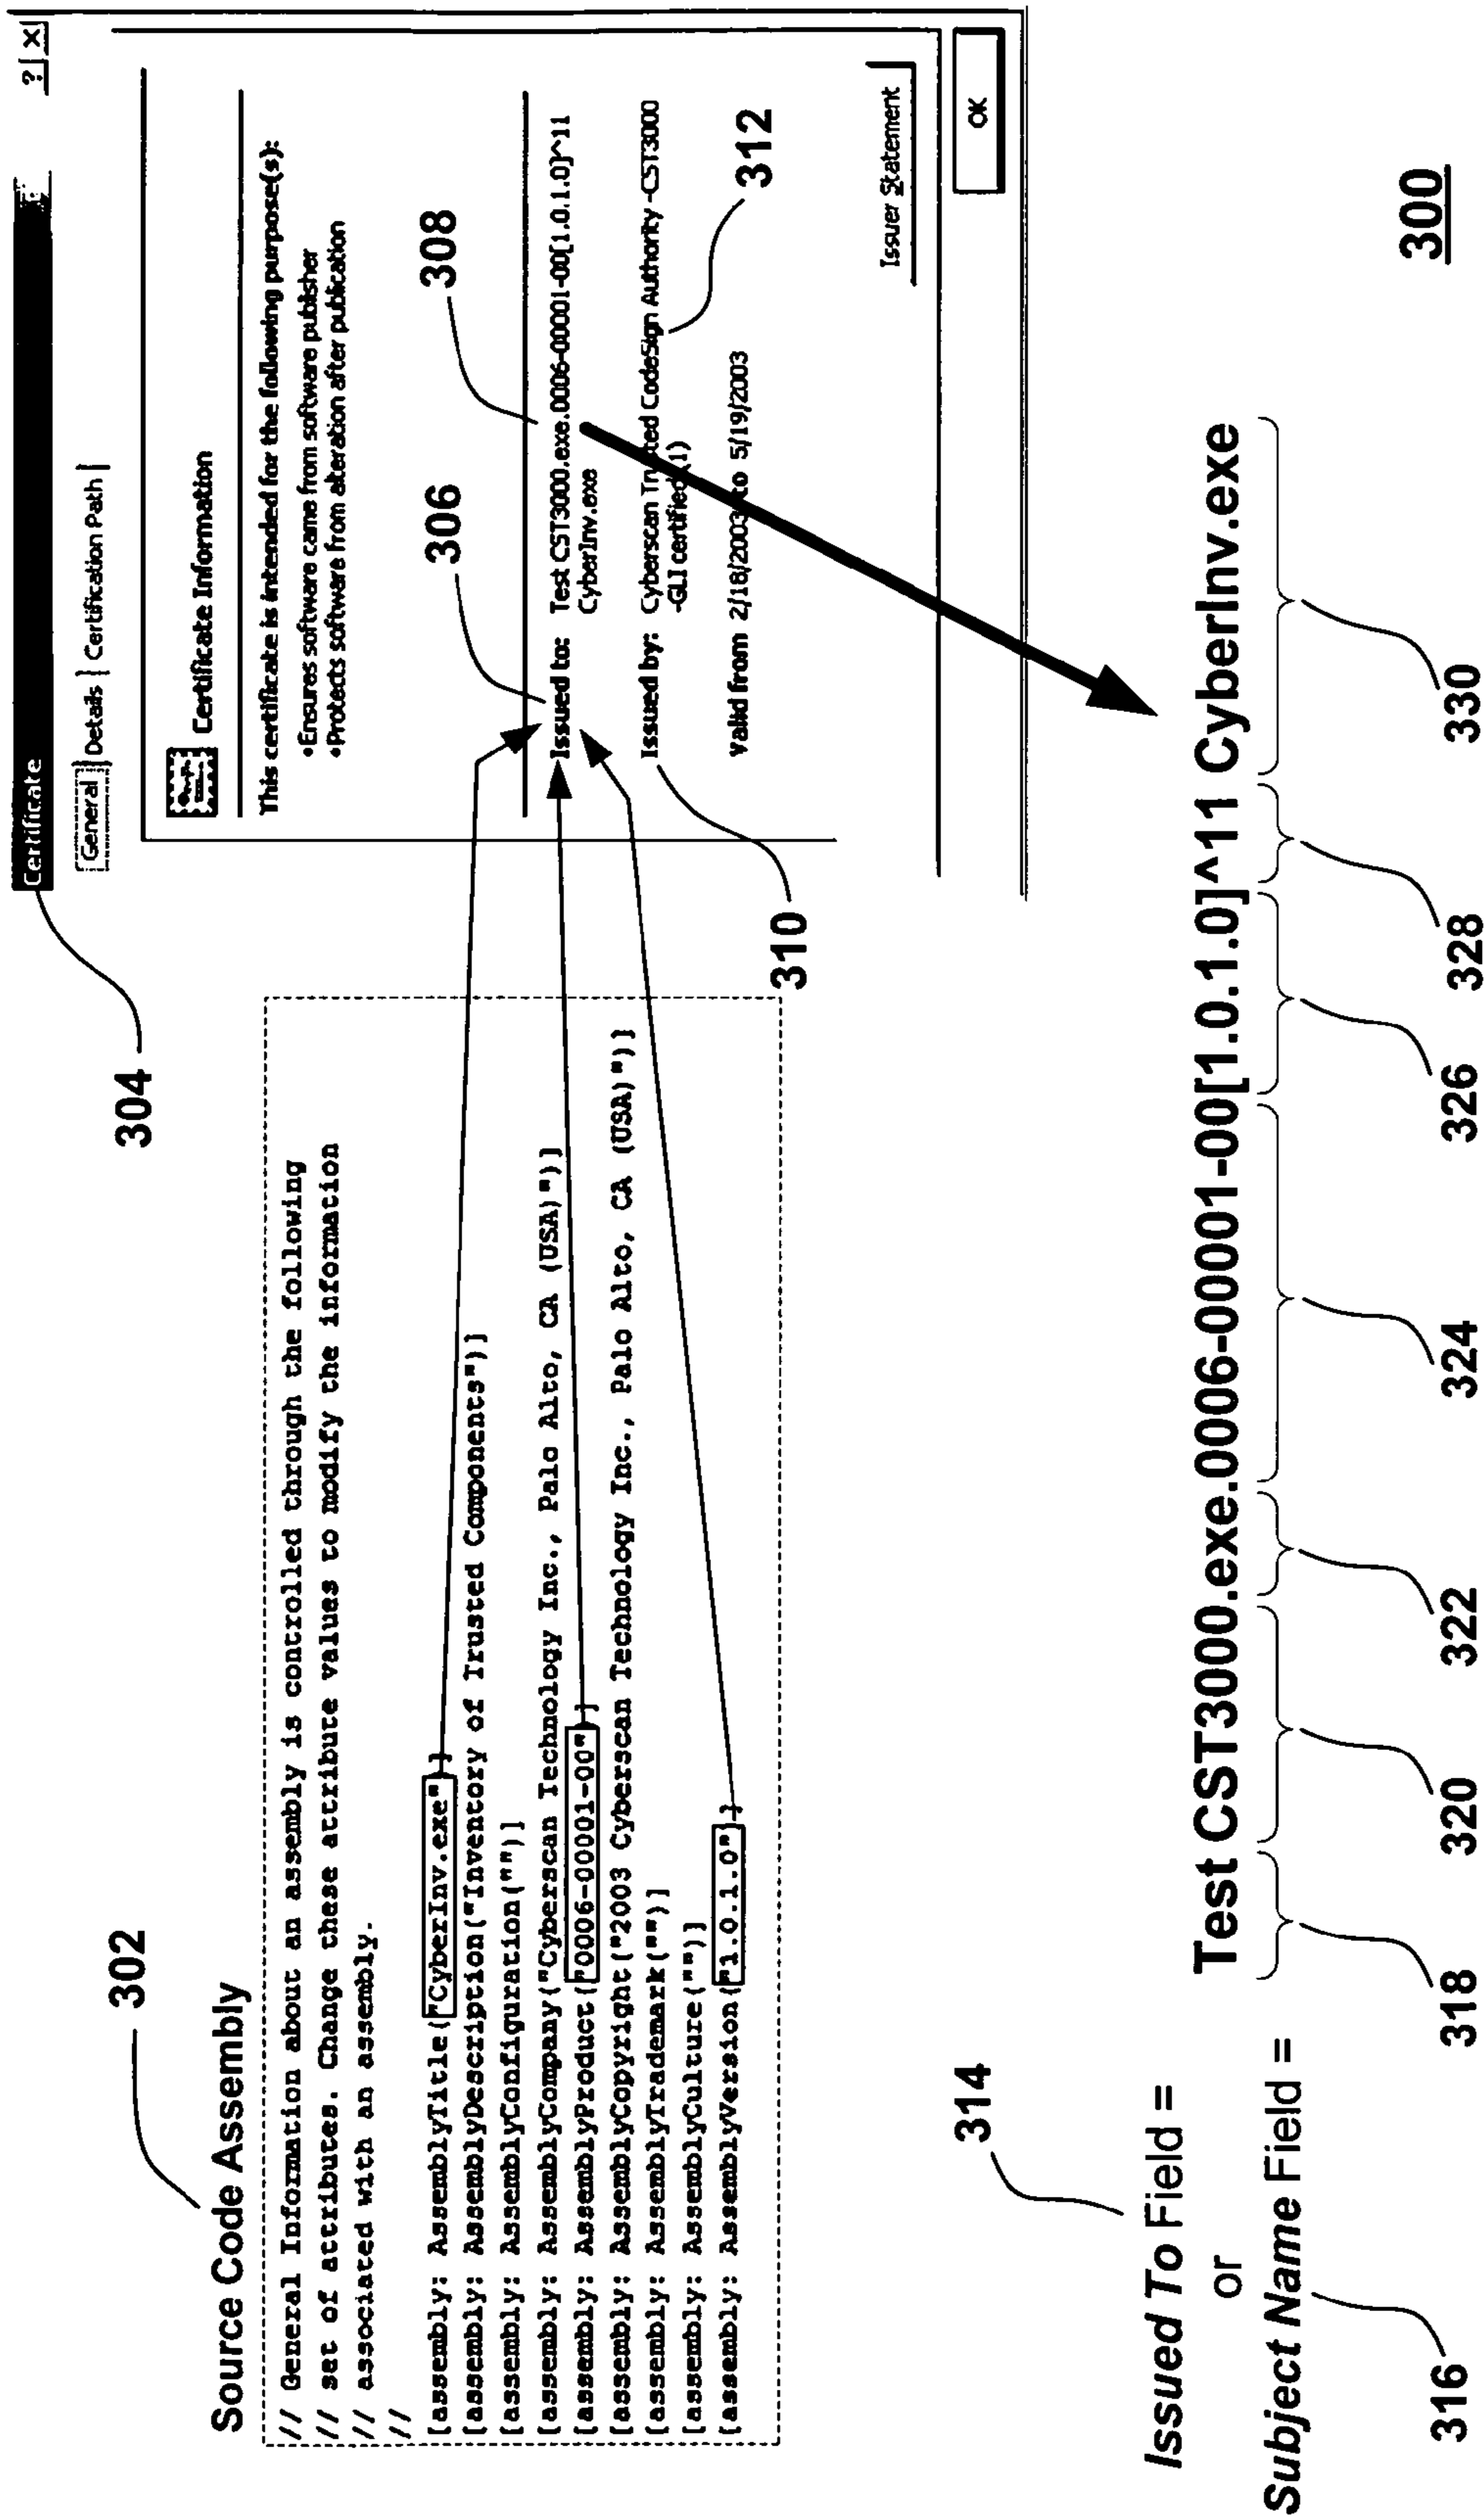 302
Source Code Assembly
// General Information about an assembly is controlled through the following
// set of attributes. Change these attribute values to modify the information
// associated with an assembly.
//
[assembly: AssemblyTitle("CyberInv.exe")]
[assembly: AssemblyDescription("Inventory of Trusted Components")]
[assembly: AssemblyConfiguration("")]
[assembly: AssemblyCompany("Cyberscan Technology Inc., Palo Alto, CA (USA)")]
[assembly: AssemblyProduct("0006-00001-00")]
[assembly: AssemblyCopyright("2003 Cyberscan Technology Inc., Palo Alto, CA (USA)")]
[assembly: AssemblyTrademark("")]
[assembly: AssemblyCulture("")]
[assembly: AssemblyVersion("1.0.1.0")]
304
Certificate
? X
General Details Certification Path
Certificate Information
This certificate is intended for the following purpose(s):
•Ensures software came from software publisher
•Protects software from alteration after publication
306
308
Issued to: Test CST3000.exe.0006-00001-00[1.0.1.0]^11
CyberInv.exe
Issued by: Cyberscan Trusted CodeSign Authority -CST3000
-GLI certified(1)
Valid from 2/18/2003 to 5/19/2003
310
312
Issuer Statement
OK
314
Issued To Field =
or
Subject Name Field =
316
Test CST3000.exe.0006-00001-00[1.0.1.0]^11 CyberInv.exe
318
320
322
324
326
328
330
300